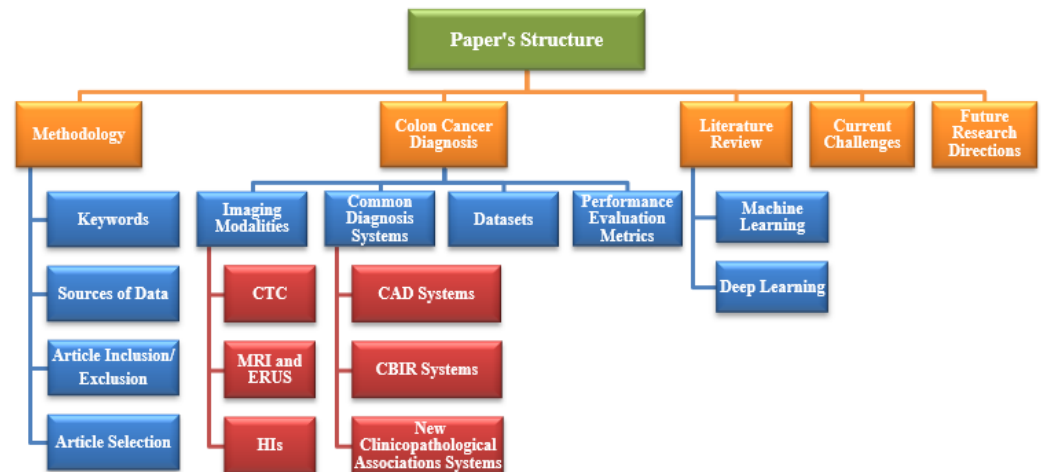 Paper's Structure
Methodology
Colon Cancer
Diagnosis
Literature
Review
Current
Challenges
Future
Research
Directions
Keywords
Sources of Data
Article Inclusion/
Exclusion
Article Selection
Imaging
Modalities
Common
Diagnosis
Systems
Datasets
Performance
Evaluation
Metrics
CTC
MRI and
ERUS
HIs
CAD Systems
CBIR Systems
New
Clinicopathological
Associations Systems
Machine
Learning
Deep Learning